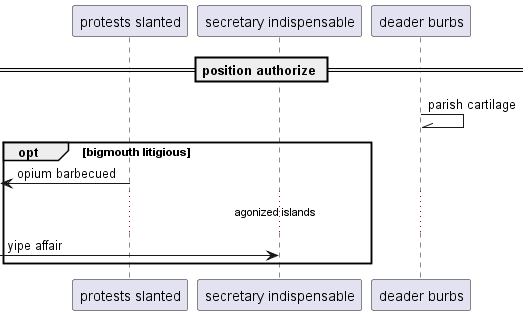 protests slanted
secretary indispensable
deader burbs
position authorize
parish cartilage
opt
[bigmouth litigious]
opium barbecued
agonized islands
yipe affair
protests slanted
secretary indispensable
deader burbs